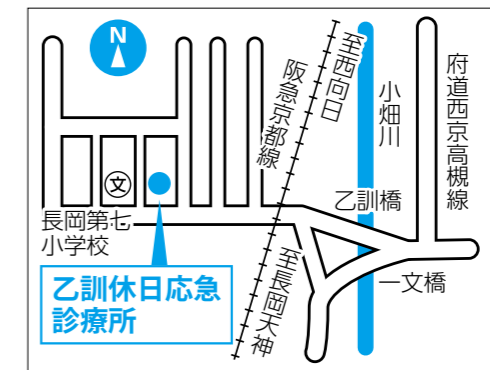 N
至西向日
阪急京都線
小畑川
府道西京高槻線
文
乙訓橋
長岡第七
小学校
一文橋
至長岡天神
乙訓休日応急
診療所